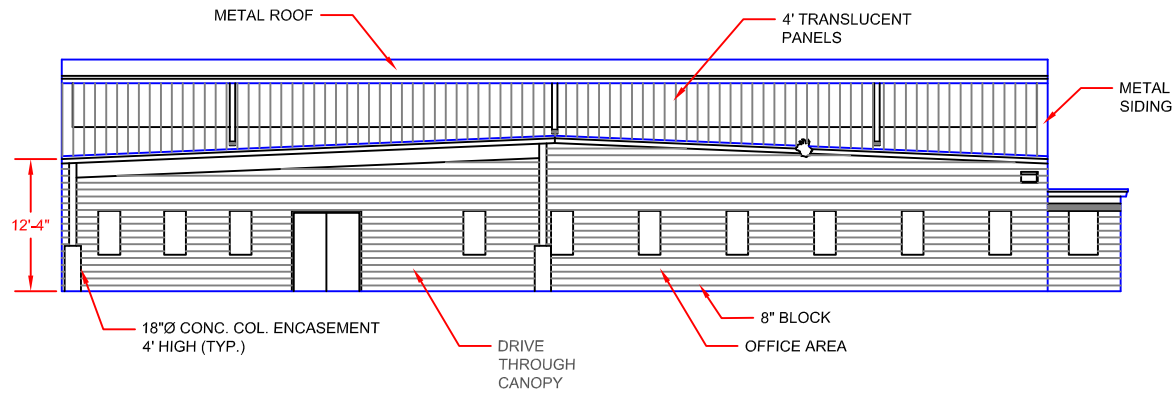 METAL ROOF
4' TRANSLUCENT
PANELS
METAL
SIDING
12'-4"
18"Ø CONC. COL. ENCASEMENT
4' HIGH (TYP.)
DRIVE
THROUGH
CANOPY
8" BLOCK
OFFICE AREA